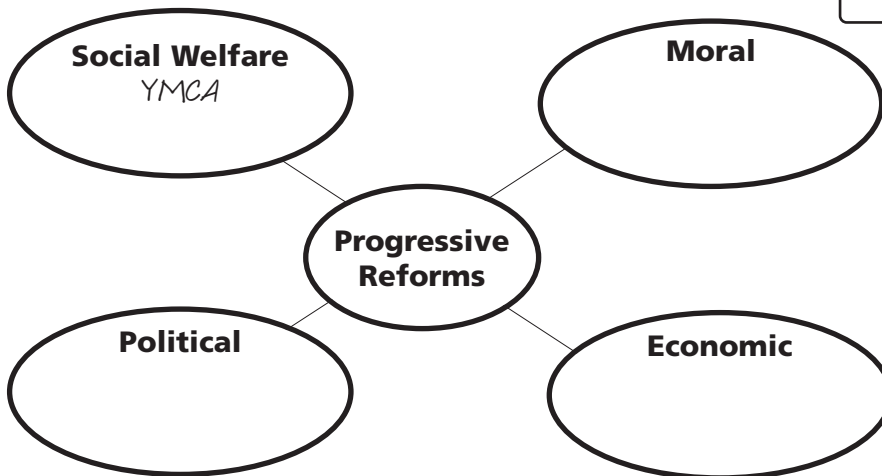 Social Welfare
YMCA
Moral
Progressive
Reforms
Political
Economic